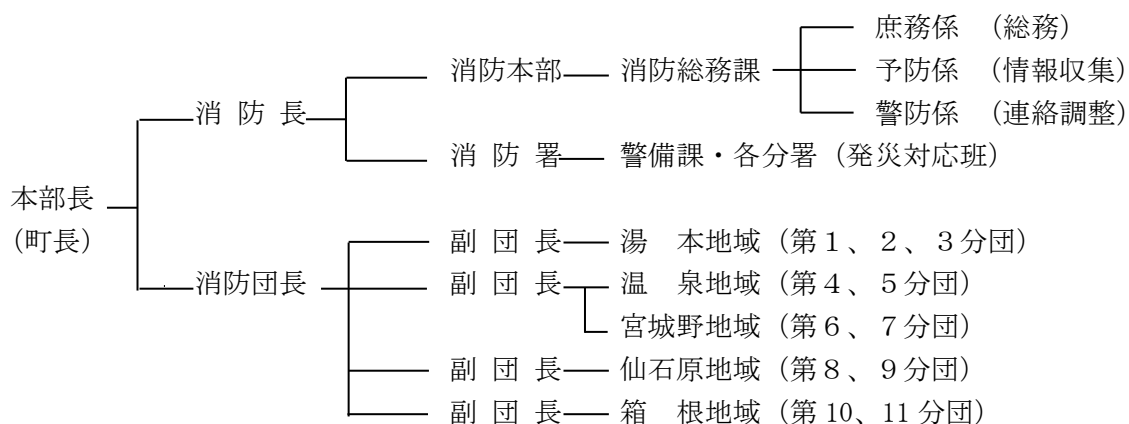 庶務係 （総務）
消防本部 消防総務課 予防係 （情報収集）
消 防 長 警防係 （連絡調整）
消 防 署 警備課・各分署（発災対応班）
本部長
（町長） 副 団 長 湯 本地域（第１、２、３分団）
消防団長 副 団 長 温 泉地域（第４、５分団）
宮城野地域（第６、７分団）
副 団 長 仙石原地域（第８、９分団）
副 団 長 箱 根地域（第 10、11 分団）